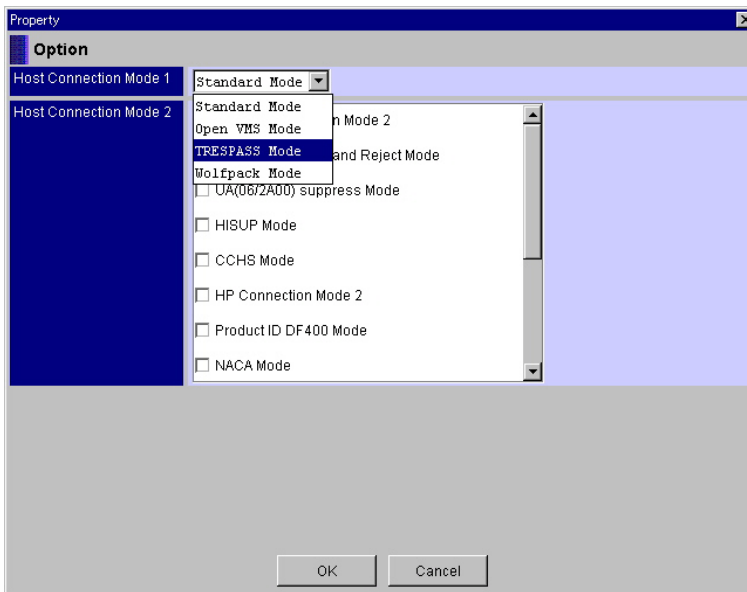 Property
Option
Host Connection Mode 1
Standard Mode
Standard Mode
Open VMS Mode
TRESPASS Mode
Wolfpack Mode
Host Connection Mode 2
n Mode 2
and Reject Mode
UA(06/2A00) suppress Mode
HISUP Mode
CCHS Mode
HP Connection Mode 2
Product ID DF400 Mode
NACA Mode
OK
Cancel